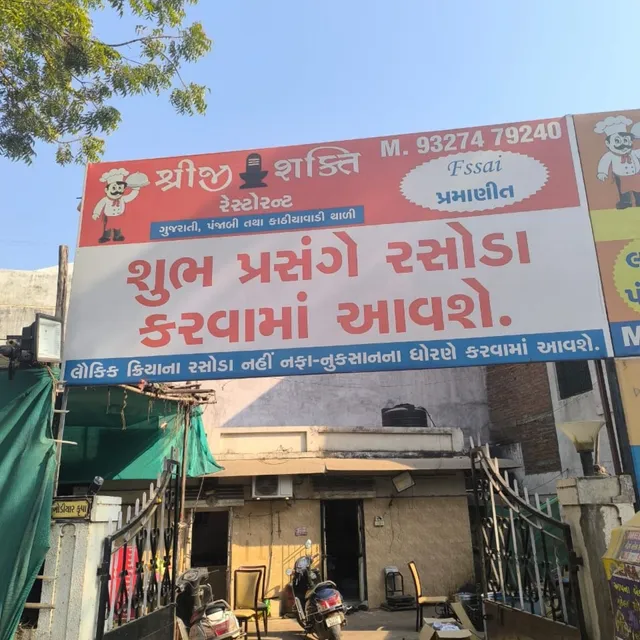 શ્રીજી શક્તિ
M. 93274 79240
રેસ્ટોરન્ટ
Fssai
પ્રમાણીત
ગુજરાતી, પંજાબી તથા કાઠીયાવાડી થાળી
શુભ પ્રસંગે રસોડા
કરવામાં આવશે.
લૌકિક ક્રિયાના રસોડા નહીં નફા-નુકસાનના ધોરણે કરવામાં આવશે.
M